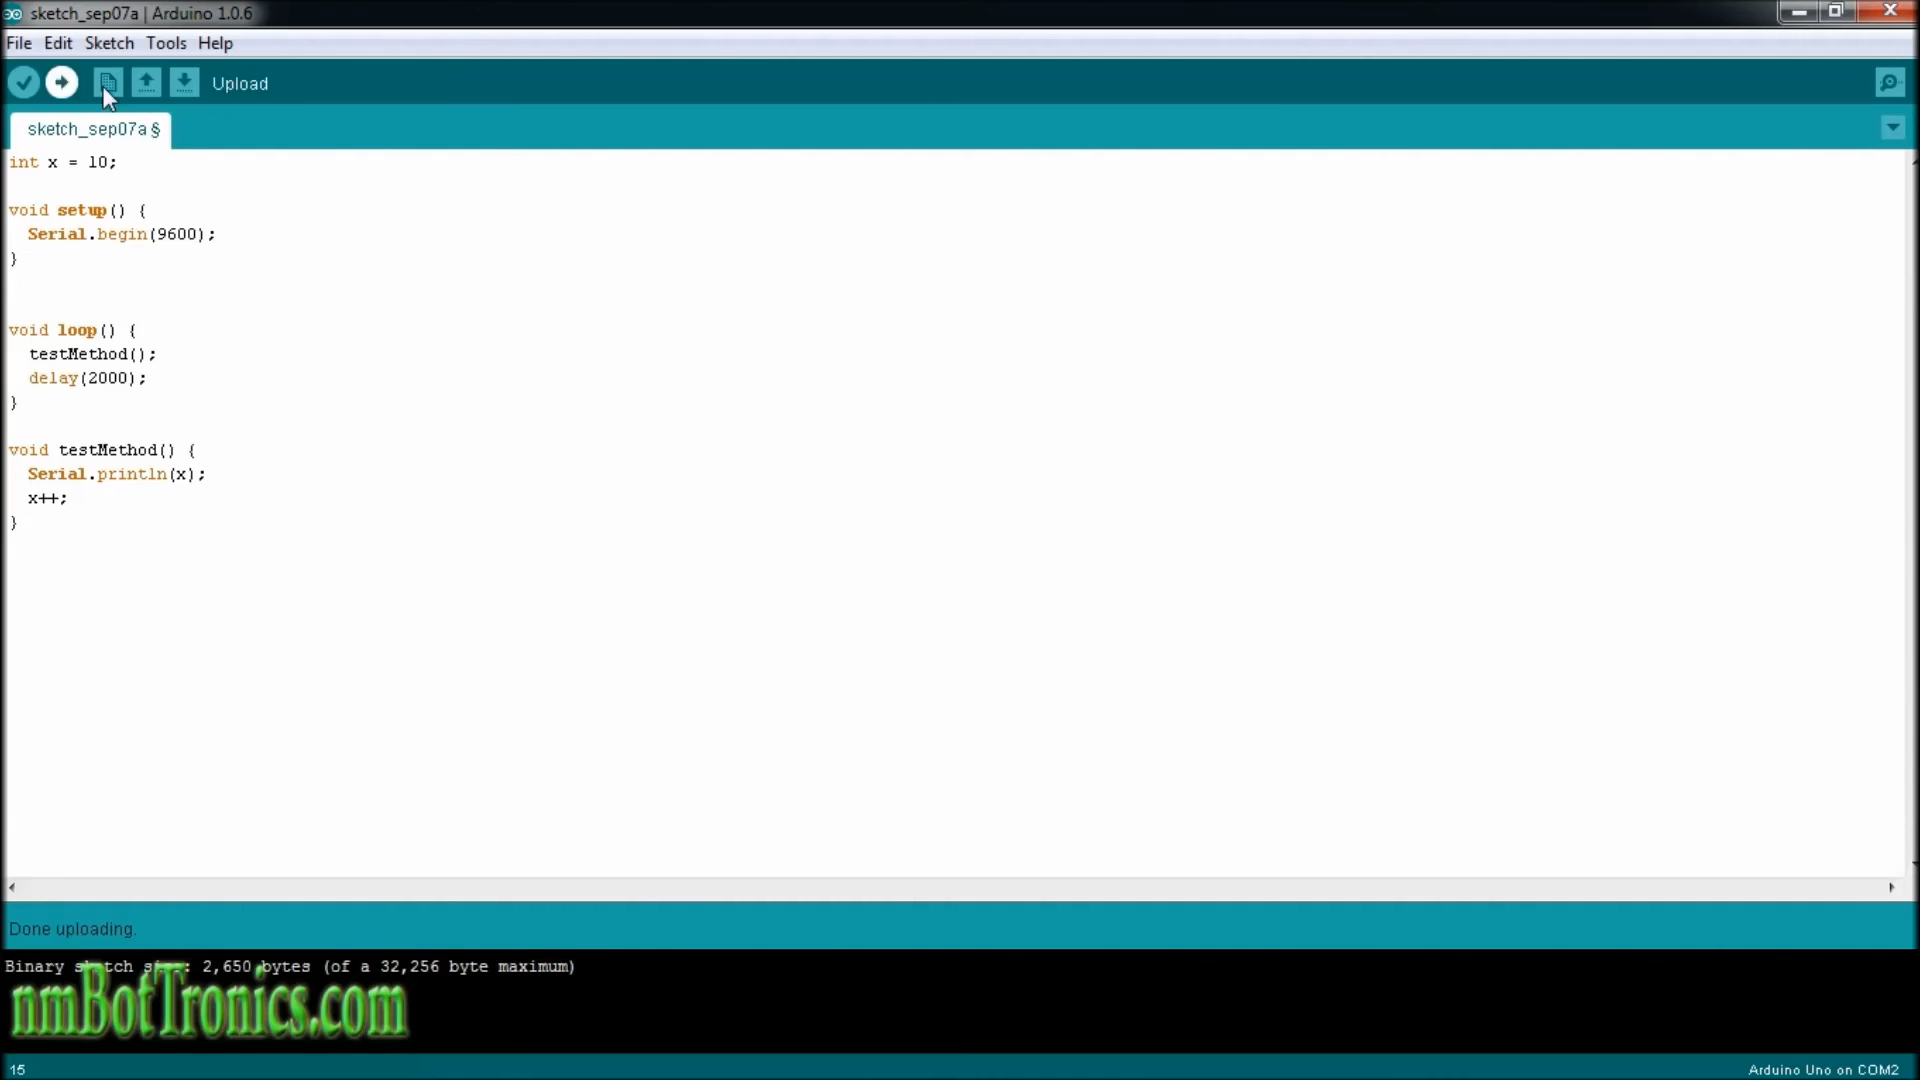 sketch_sep07a | Arduino 1.0.6
File Edit Sketch Tools Help
Upload
sketch_sep07a §
int x = 10;
void setup() {
Serial.begin(9600);
}
void loop() {
testMethod();
delay(2000);
}
void testMethod() {
Serial.println(x);
x++;
}
Done uploading.
Binary sketch size: 2,650 bytes (of a 32,256 byte maximum)
nmBotTronics.com
15
Arduino Uno on COM2